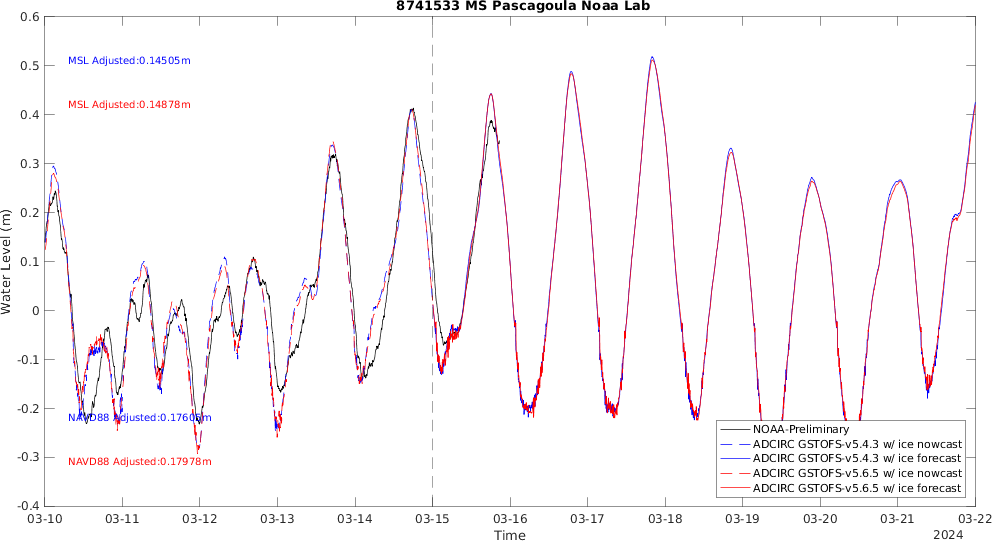 8741533 MS Pascagoula Noaa Lab
0.6
0.5
0.4
0.3
0.2
0.1
0
-0.1
-0.2
-0.3
-0.4
Water Level (m)
MSL Adjusted:0.14505m
MSL Adjusted:0.14878m
NAVD88 Adjusted:0.17605m
NAVD88 Adjusted:0.17978m
NOAA-Preliminary
ADCIRC GSTOFS-v5.4.3 w/ ice nowcast
ADCIRC GSTOFS-v5.4.3 w/ ice forecast
ADCIRC GSTOFS-v5.6.5 w/ ice nowcast
ADCIRC GSTOFS-v5.6.5 w/ ice forecast
03-10 03-11 03-12 03-13 03-14 03-15 03-16 03-17 03-18 03-19 03-20 03-21 03-22
Time
2024